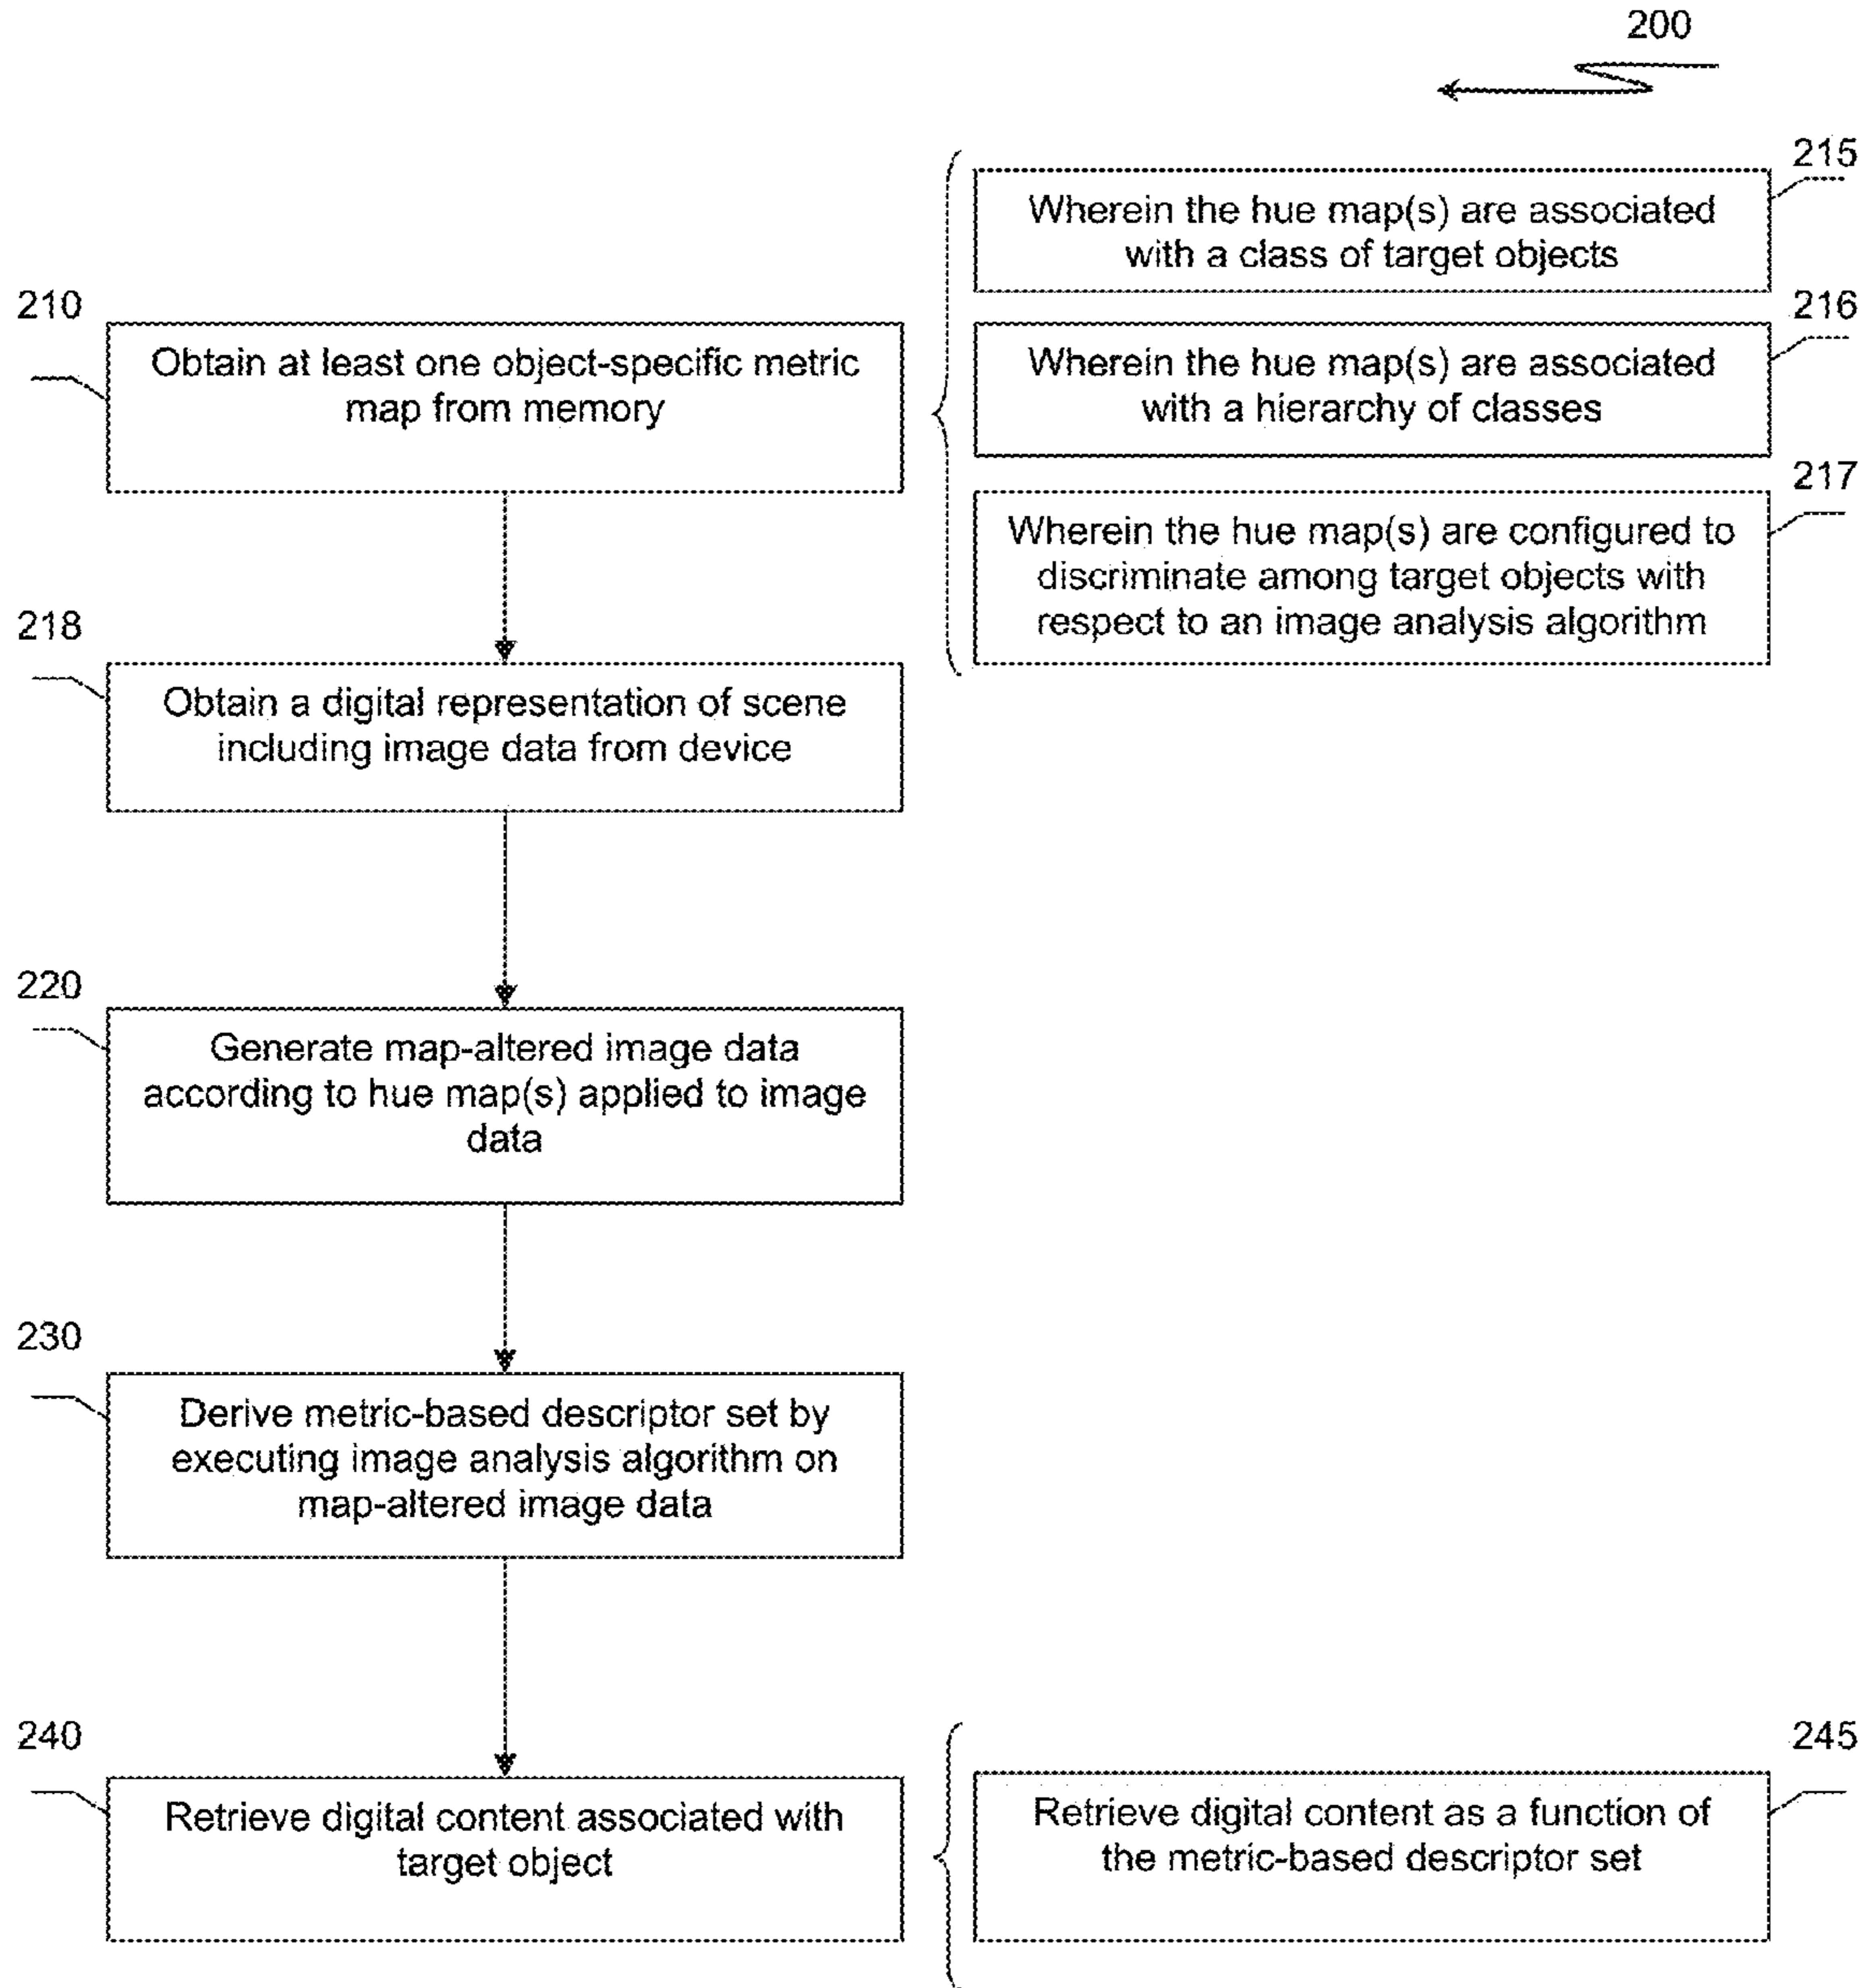 200
215
Wherein the hue map(s) are associated
with a class of target objects
210
Obtain at least one object-specific metric
map from memory
216
Wherein the hue map(s) are associated
with a hierarchy of classes
217
Wherein the hue map(s) are configured to
discriminate among target objects with
respect to an image analysis algorithm
218
Obtain a digital representation of scene
including image data from device
220
Generate map-altered image data
according to hue map(s) applied to image
data
230
Derive metric-based descriptor set by
executing image analysis algorithm on
map-altered image data
240
Retrieve digital content associated with
target object
245
Retrieve digital content as a function of
the metric-based descriptor set